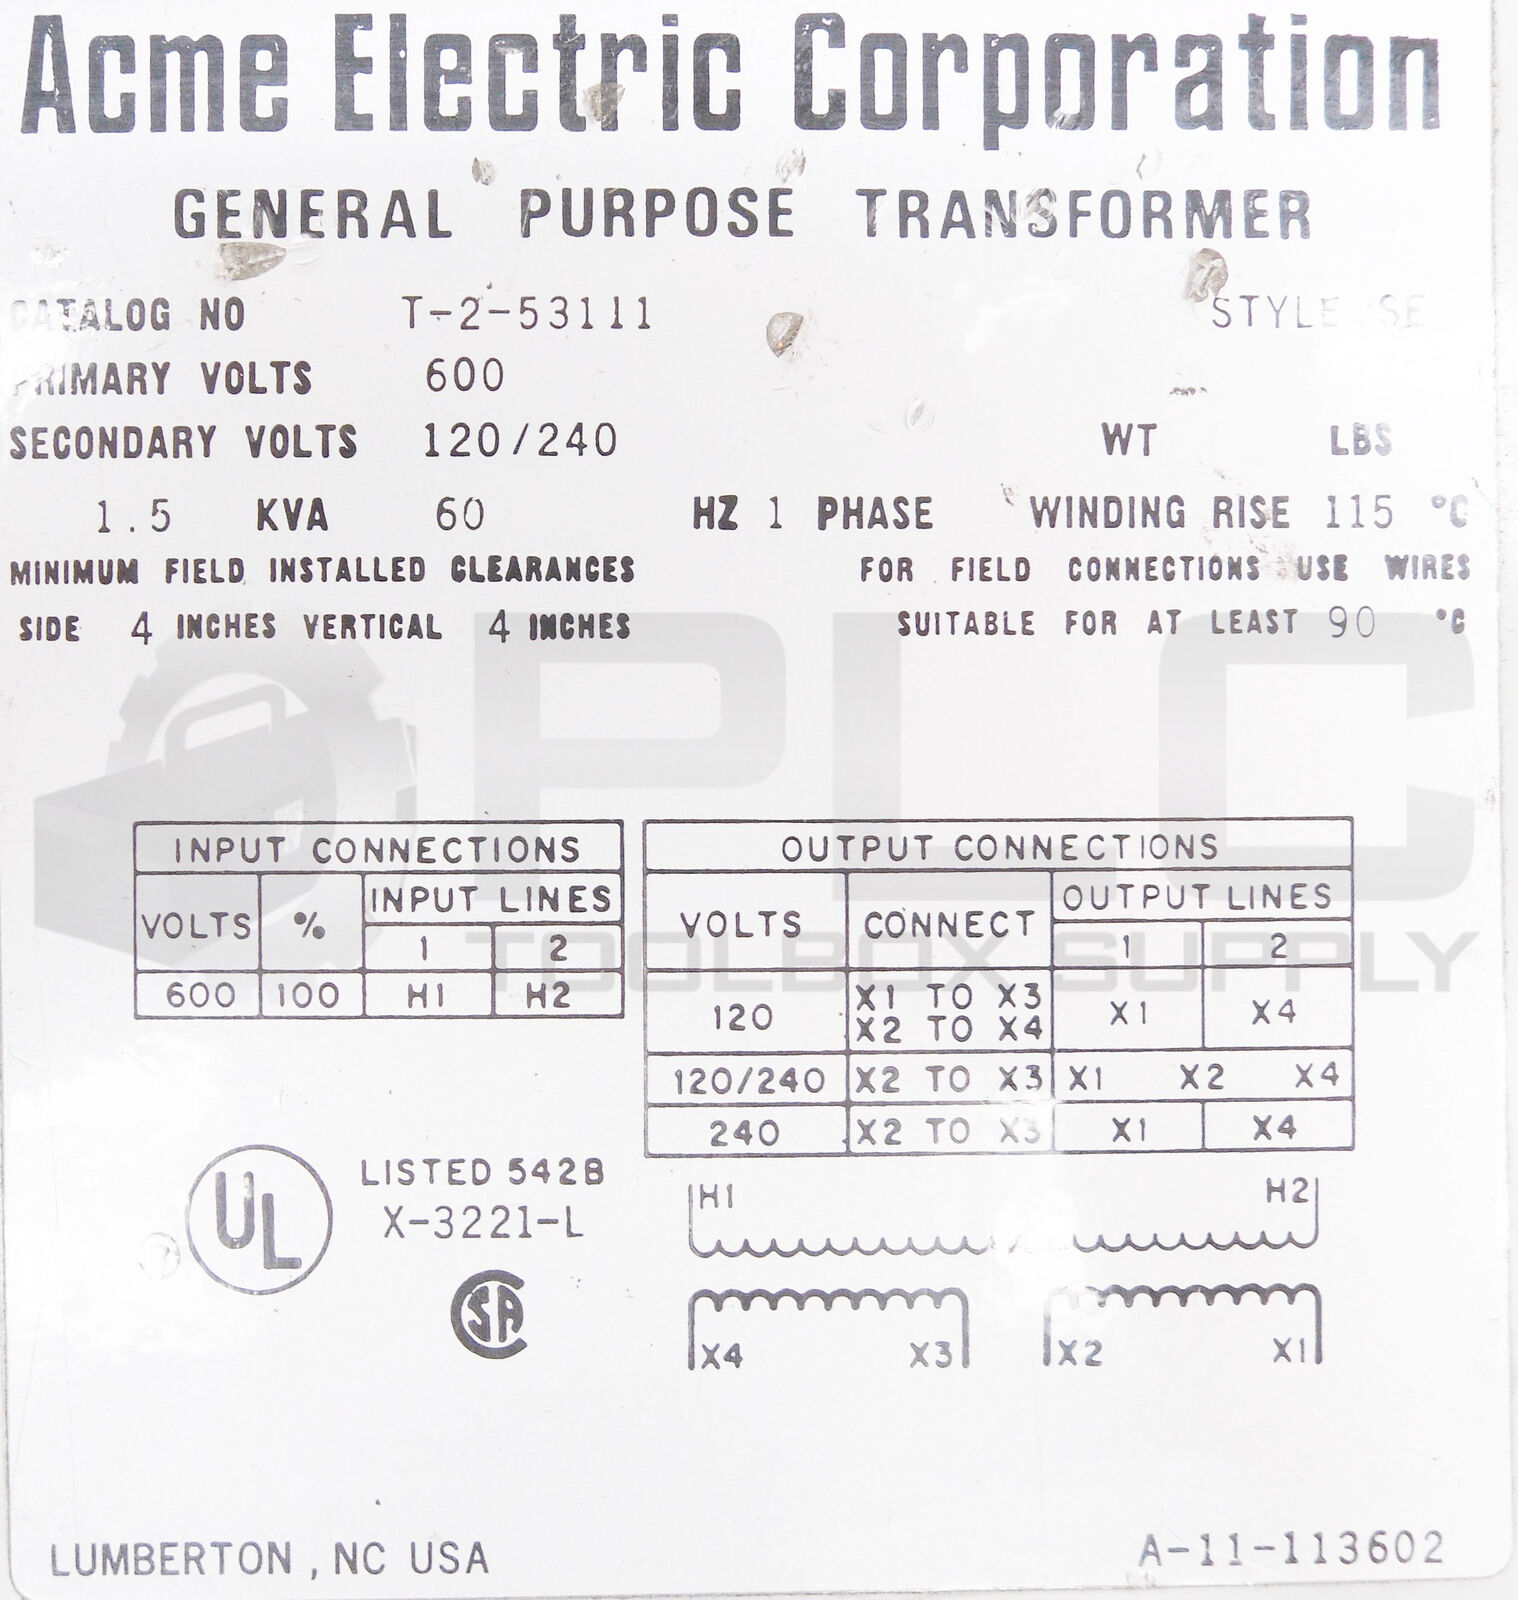 Acme Electric Corporation
GENERAL PURPOSE TRANSFORMER
CATALOG NO T-2-53111 STYLE SE
PRIMARY VOLTS 600
SECONDARY VOLTS 120/240 WT LBS
1.5 KVA 60 HZ 1 PHASE WINDING RISE 115 °C
MINIMUM FIELD INSTALLED CLEARANCES FOR FIELD CONNECTIONS USE WIRES
SIDE 4 INCHES VERTICAL 4 INCHES SUITABLE FOR AT LEAST 90 °C
PLC
TOOLBOX SUPPLY
INPUT CONNECTIONS
VOLTS % INPUT LINES
1 2
600 100 H1 H2
OUTPUT CONNECTIONS
VOLTS CONNECT OUTPUT LINES
1 2
120 X1 TO X3 X1 X4
X2 TO X4
120/240 X2 TO X3 X1 X2 X4
240 X2 TO X3 X1 X4
UL LISTED 542B
X-3221-L
SA
H1 H2
X4 X3 X2 X1
LUMBERTON, NC USA A-11-113602